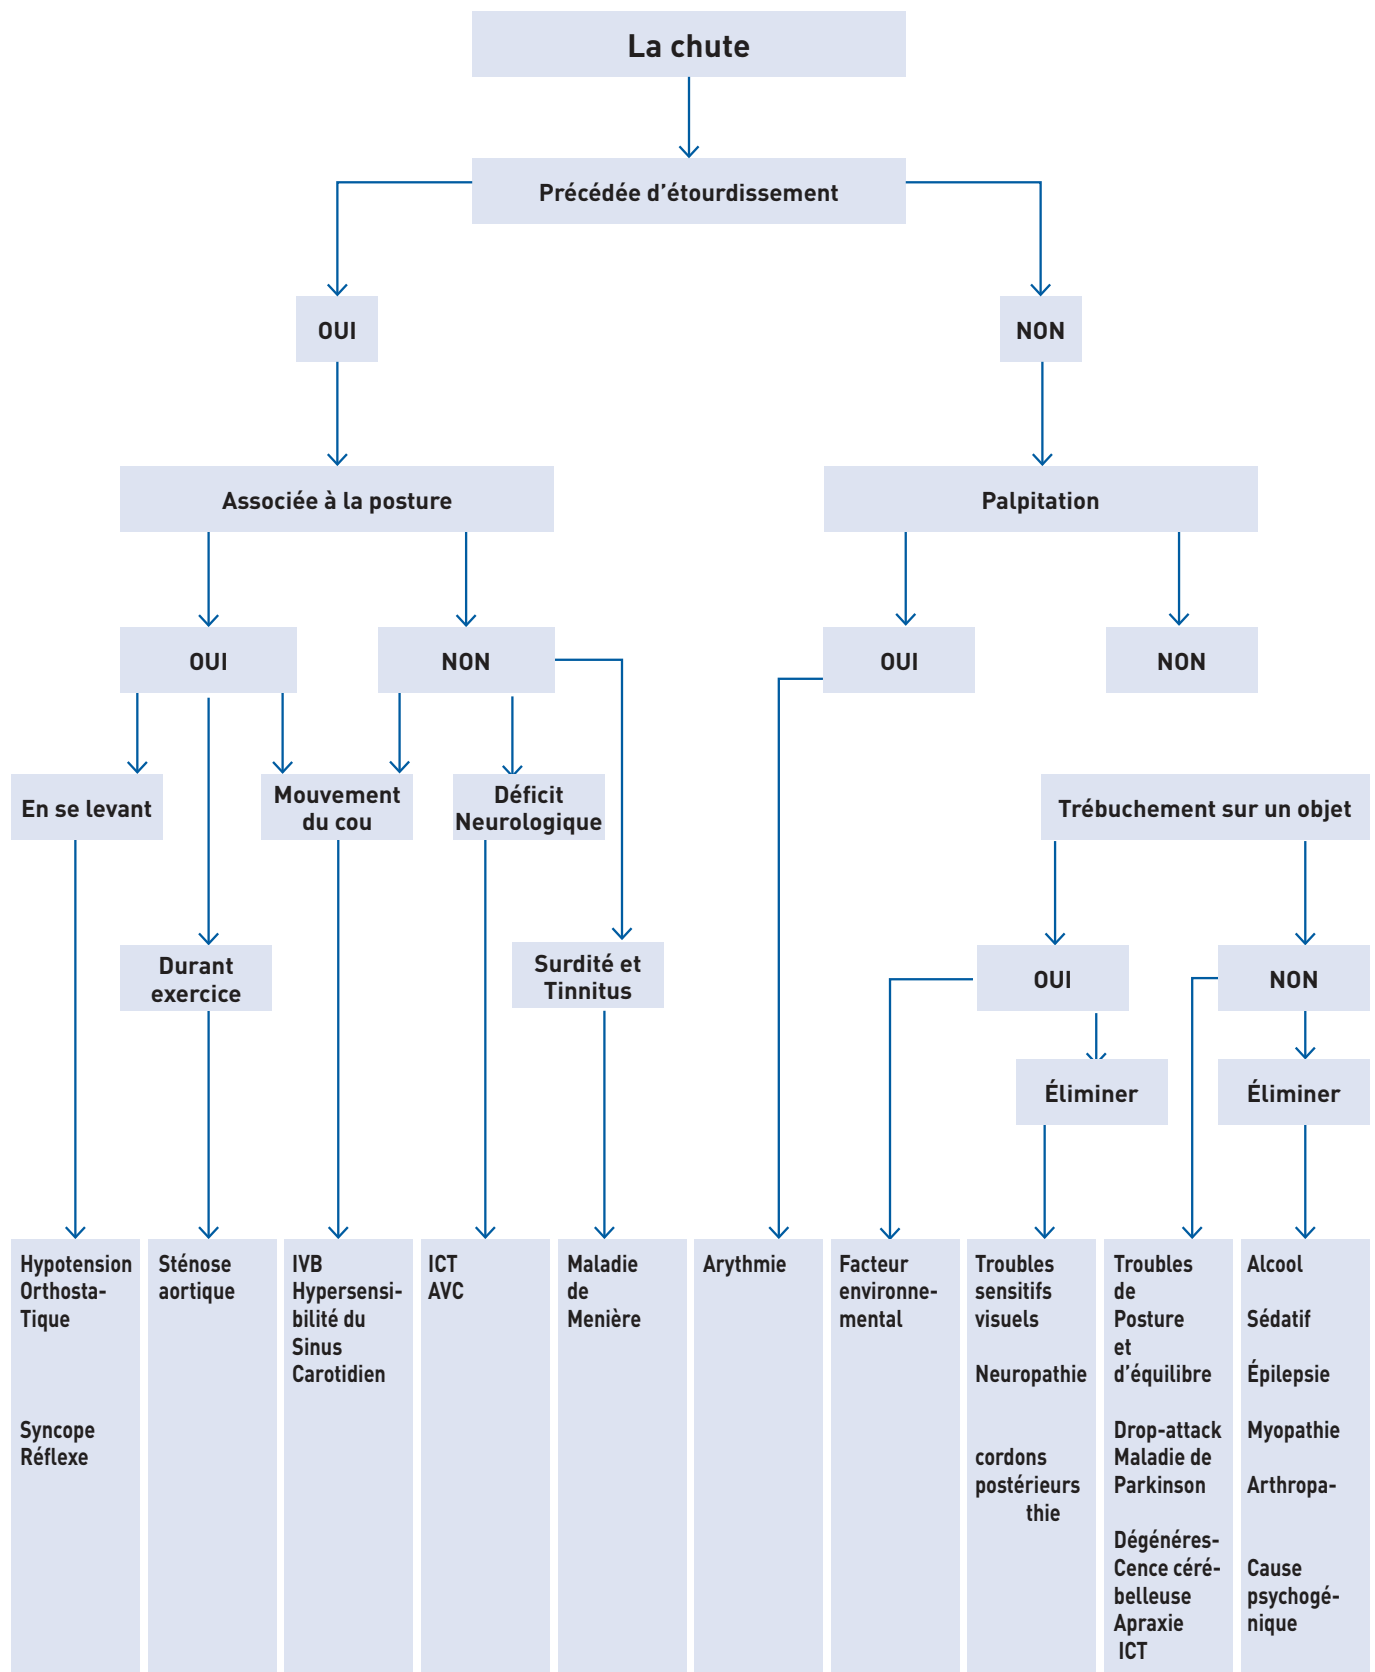 La chute
Précédée d'étourdissement
OUI
NON
Associée à la posture
Palpitation
OUI
NON
OUI
NON
En se levant
Mouvement
du cou
Déficit
Neurologique
Trébuchement sur un objet
Durant
exercice
Surdité et
Tinnitus
OUI
NON
Éliminer
Éliminer
Hypotension
Orthosta-
Tique
Syncope
Réflexe
Sténose
aortique
IVB
Hypersensi-
bilité du
Sinus
Carotidien
ICT
AVC
Maladie
de
Menière
Arythmie
Facteur
environne-
mental
Troubles
sensitifs
visuels
Neuropathie
cordons
postérieurs
thie
Troubles
de
Posture
et
d'équilibre
Drop-attack
Maladie de
Parkinson
Dégénéres-
Cence céré-
belleuse
Apraxie
ICT
Alcool
Sédatif
Épilepsie
Myopathie
Arthropa-
Cause
psychogé-
nique